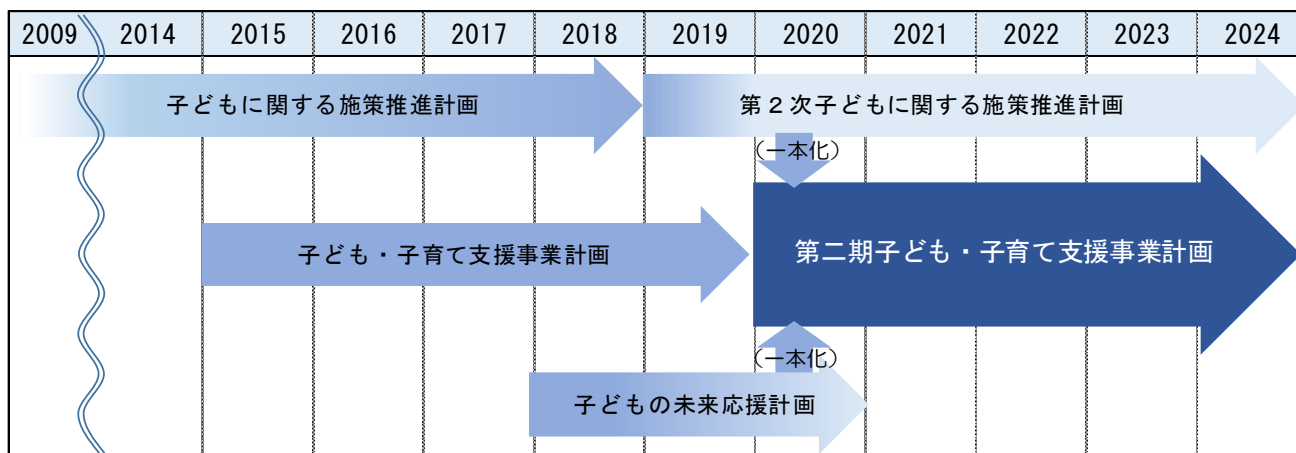 2009 2014 2015 2016 2017 2018 2019 2020 2021 2022 2023 2024
子どもに関する施策推進計画 第2次子どもに関する施策推進計画
(一本化)
子ども・子育て支援事業計画 第二期子ども・子育て支援事業計画
(一本化)
子どもの未来応援計画